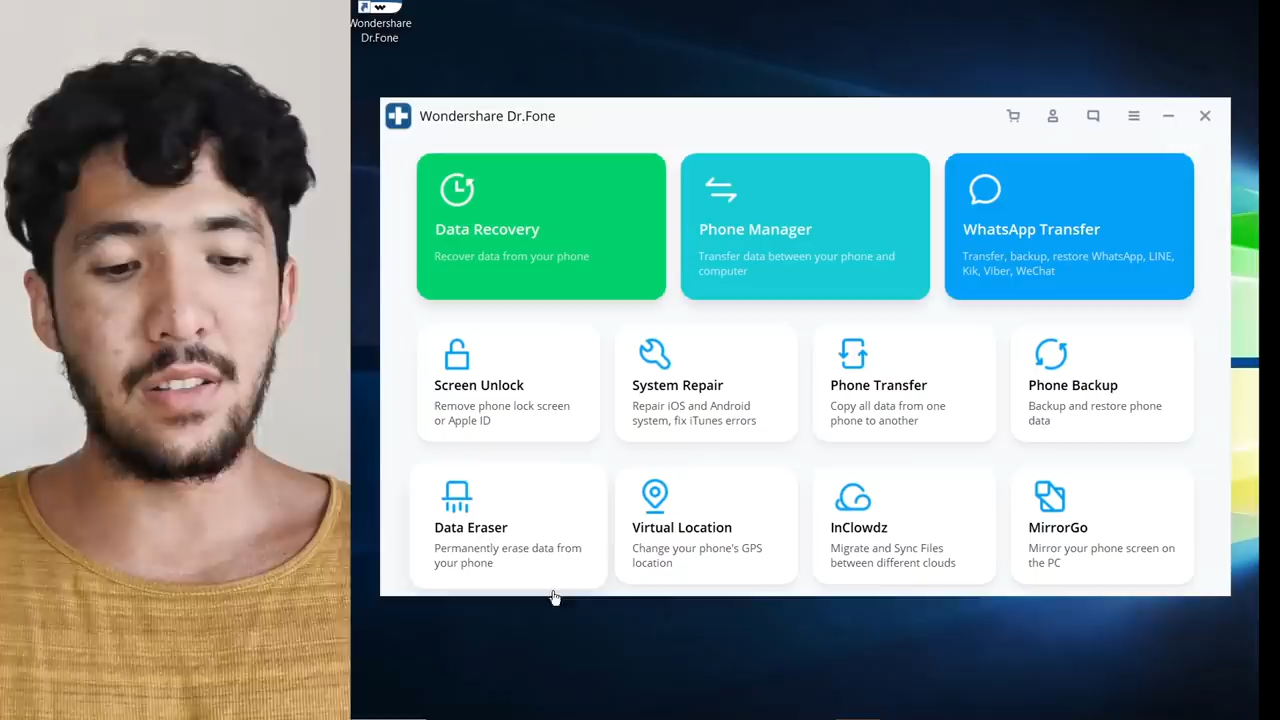 Wondershare
Dr.Fone
Wondershare Dr.Fone
Data Recovery
Recover data from your phone
Phone Manager
Transfer data between your phone and
computer
WhatsApp Transfer
Transfer, backup, restore WhatsApp, LINE,
Kik, Viber, WeChat
Screen Unlock
Remove phone lock screen
or Apple ID
System Repair
Repair iOS and Android
system, fix iTunes errors
Phone Transfer
Copy all data from one
phone to another
Phone Backup
Backup and restore phone
data
Data Eraser
Permanently erase data from
your phone
Virtual Location
Change your phone's GPS
location
InClowdz
Migrate and Sync Files
between different clouds
MirrorGo
Mirror your phone screen on
the PC